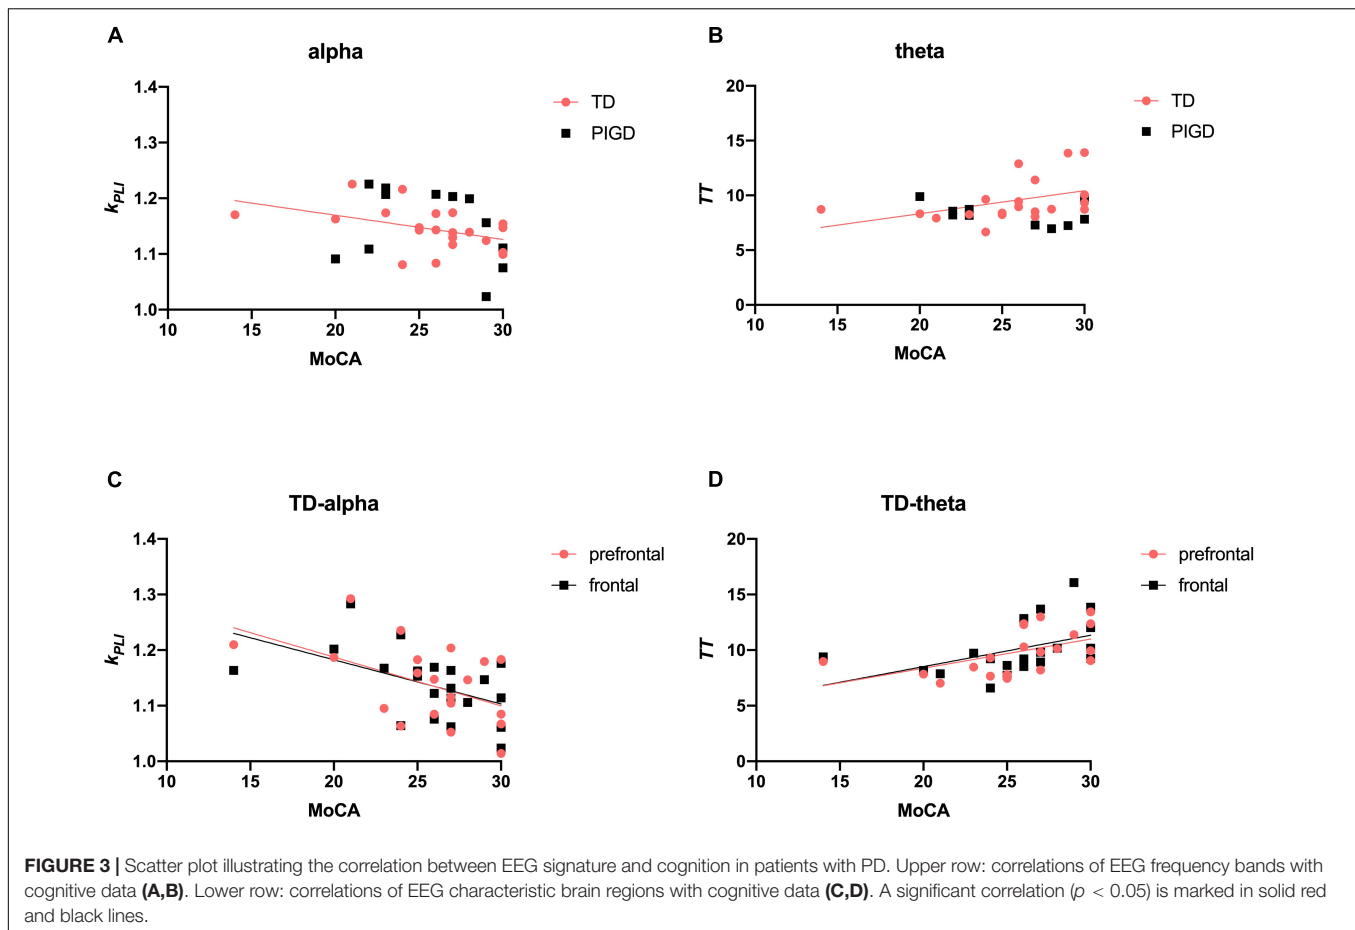 A
alpha
1.4
1.3
1.2
1.1
1.0
k_PLI
10 15 20 25 30
MoCA
TD
PIGD
B
theta
20
15
10
5
0
TT
10 15 20 25 30
MoCA
TD
PIGD
C
TD-alpha
1.4
1.3
1.2
1.1
1.0
k_PLI
10 15 20 25 30
MoCA
prefrontal
frontal
D
TD-theta
20
15
10
5
0
TT
10 15 20 25 30
MoCA
prefrontal
frontal
FIGURE 3 | Scatter plot illustrating the correlation between EEG signature and cognition in patients with PD. Upper row: correlations of EEG frequency bands with
cognitive data (A,B). Lower row: correlations of EEG characteristic brain regions with cognitive data (C,D). A significant correlation (p < 0.05) is marked in solid red
and black lines.